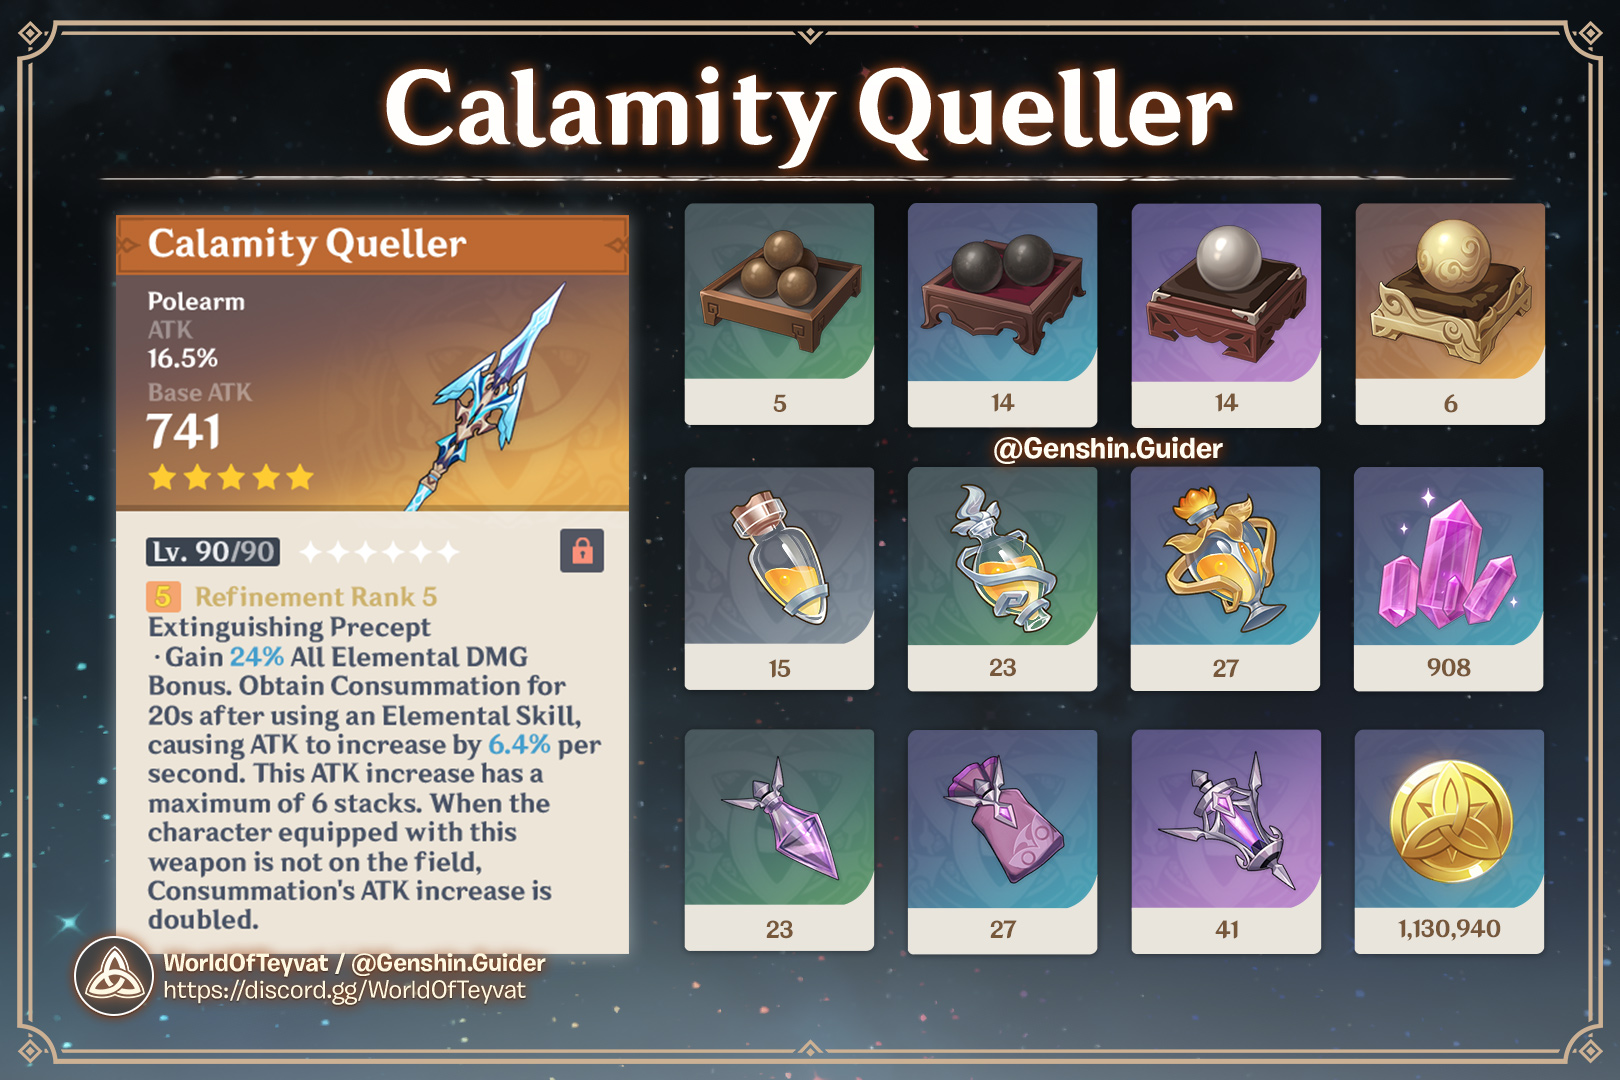 Calamity Queller
Calamity Queller
Polearm
ATK
16.5%
Base ATK
741
Lv. 90/90
5 Refinement Rank 5
Extinguishing Precept
· Gain 24% All Elemental DMG
Bonus. Obtain Consummation for
20s after using an Elemental Skill,
causing ATK to increase by 6.4% per
second. This ATK increase has a
maximum of 6 stacks. When the
character equipped with this
weapon is not on the field,
Consummation's ATK increase is
doubled.
WorldOfTeyvat / @Genshin.Guider
https://discord.gg/WorldOfTeyvat
5 14 14 6
@Genshin.Guider
15 23 27 908
23 27 41 1,130,940